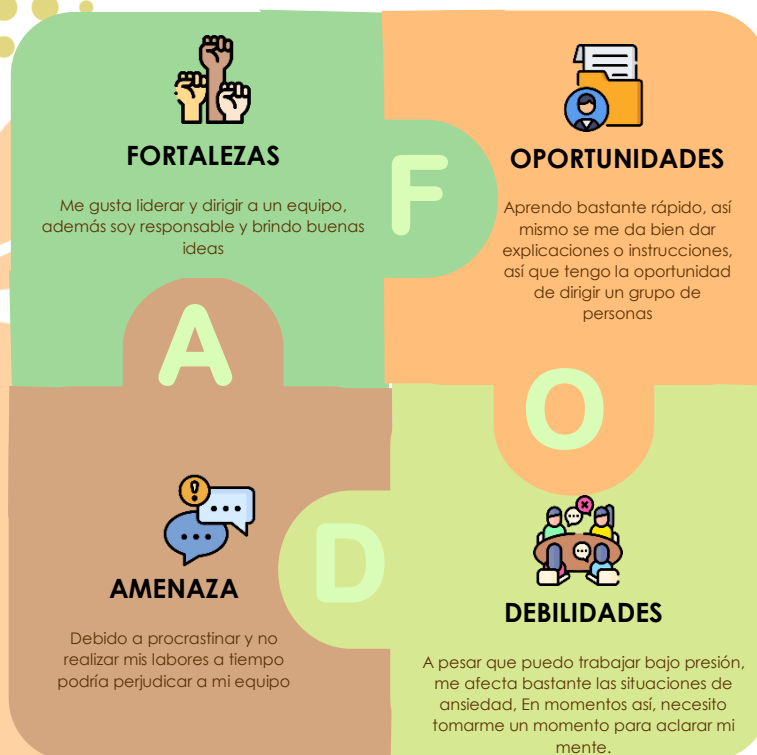 FORTALEZAS
Me gusta liderar y dirigir a un equipo,
además soy responsable y brindo buenas
ideas
F
OPORTUNIDADES
Aprendo bastante rápido, así
mismo se me da bien dar
explicaciones o instrucciones,
así que tengo la oportunidad
de dirigir un grupo de
personas
A
O
AMENAZA
Debido a procrastinar y no
realizar mis labores a tiempo
podría perjudicar a mi equipo
D
DEBILIDADES
A pesar que puedo trabajar bajo presión,
me afecta bastante las situaciones de
ansiedad, En momentos así, necesito
tomarme un momento para aclarar mi
mente.